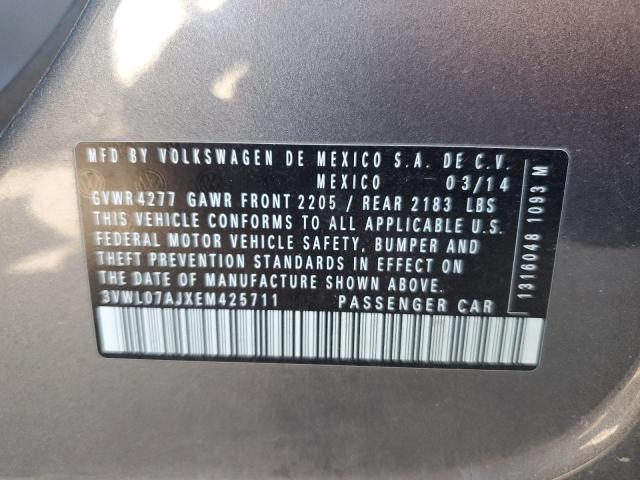 MFD BY VOLKSWAGEN DE MEXICO S.A. DE C.V.
MEXICO 03/14
GVWR 4277 GAWR FRONT 2205 / REAR 2183 LBS
THIS VEHICLE CONFORMS TO ALL APPLICABLE U.S.
FEDERAL MOTOR VEHICLE SAFETY, BUMPER AND
THEFT PREVENTION STANDARDS IN EFFECT ON
THE DATE OF MANUFACTURE SHOWN ABOVE.
3VWL07AJXEM425711 PASSENGER CAR
1316048 1093 M